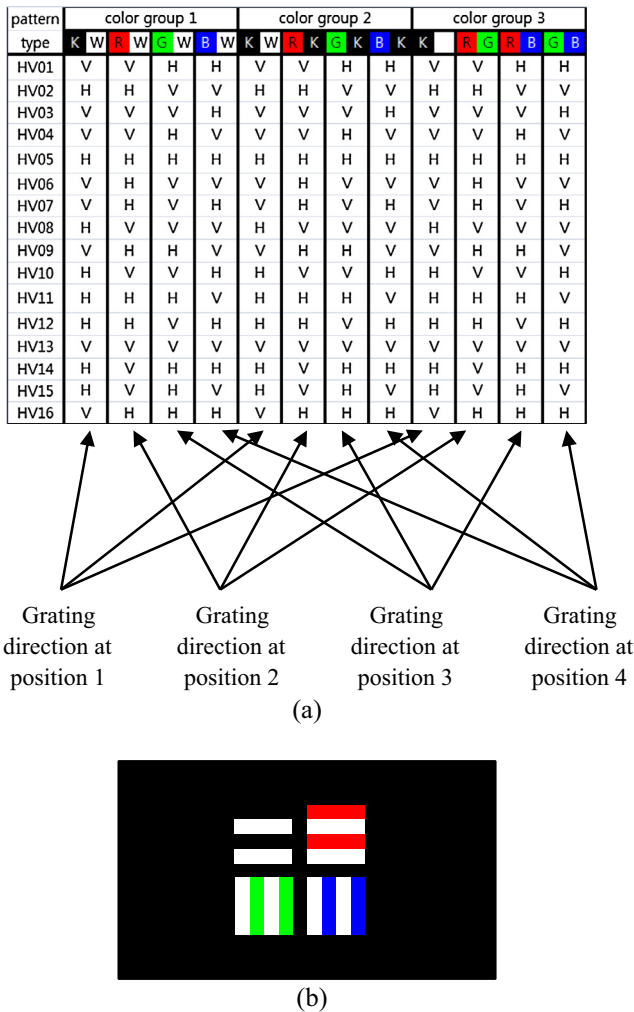 pattern color group 1 color group 2 color group 3
type K W R W G W B W K W R K G K B K K R G R B G B
HV01 V V H H V V H H V V H H
HV02 H H V V H H V V H H V V
HV03 V V V H V V V H V V V H
HV04 V V H V V V H V V V H V
HV05 H H H H H H H H H H H H
HV06 V H V V V H V V V H V V
HV07 V H V H V H V H V H V H
HV08 H V V V H V V V H V V V
HV09 V H H V V H H V V H H V
HV10 H V V H H V V H H V V H
HV11 H H H V H H H V H H H V
HV12 H H V H H H V H H H V H
HV13 V V V V V V V V V V V V
HV14 H V H H H V H H H V H H
HV15 H V H V H V H V H V H V
HV16 V H H H V H H H V H H H
Grating Grating Grating Grating
direction at direction at direction at direction at
position 1 position 2 position 3 position 4
(a)
(b)